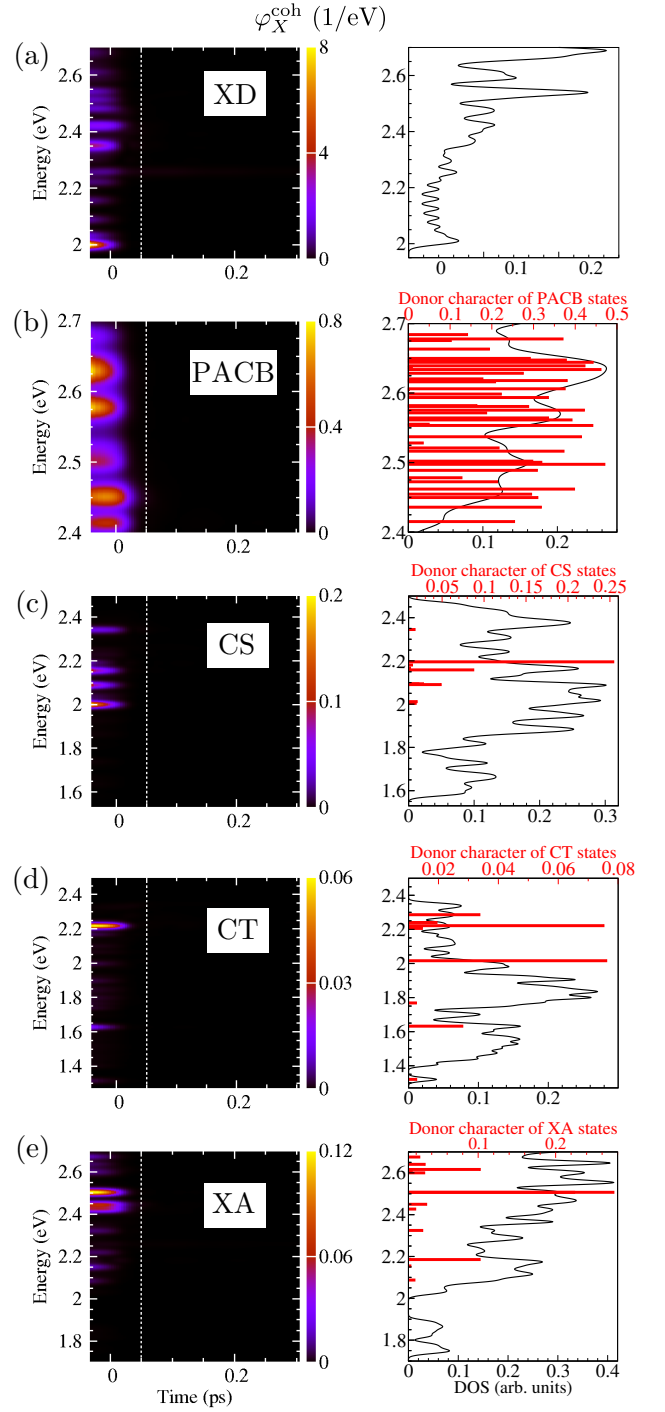 φ_X^coh (1/eV)
(a)
XD
Energy (eV)
2.6
2.4
2.2
2
0
0.2
8
4
0
2.6
2.4
2.2
2
0
0.1
0.2
(b)
PACB
Energy (eV)
2.7
2.6
2.5
2.4
0
0.2
0.8
0.4
0
Donor character of PACB states
0 0.1 0.2 0.3 0.4 0.5
2.7
2.6
2.5
2.4
0
0.1
0.2
(c)
CS
Energy (eV)
2.4
2.2
2
1.8
1.6
0
0.2
0.2
0.1
0
Donor character of CS states
0.05 0.1 0.15 0.2 0.25
2.4
2.2
2
1.8
1.6
0 0.1 0.2 0.3
(d)
CT
Energy (eV)
2.4
2.2
2
1.8
1.6
1.4
0
0.2
0.06
0.03
0
Donor character of CT states
0.02 0.04 0.06 0.08
2.4
2.2
2
1.8
1.6
1.4
0 0.1 0.2
(e)
XA
Energy (eV)
2.6
2.4
2.2
2
1.8
0
0.2
Time (ps)
0.12
0.06
0
Donor character of XA states
0.1 0.2
2.6
2.4
2.2
2
1.8
0 0.1 0.2 0.3 0.4
DOS (arb. units)